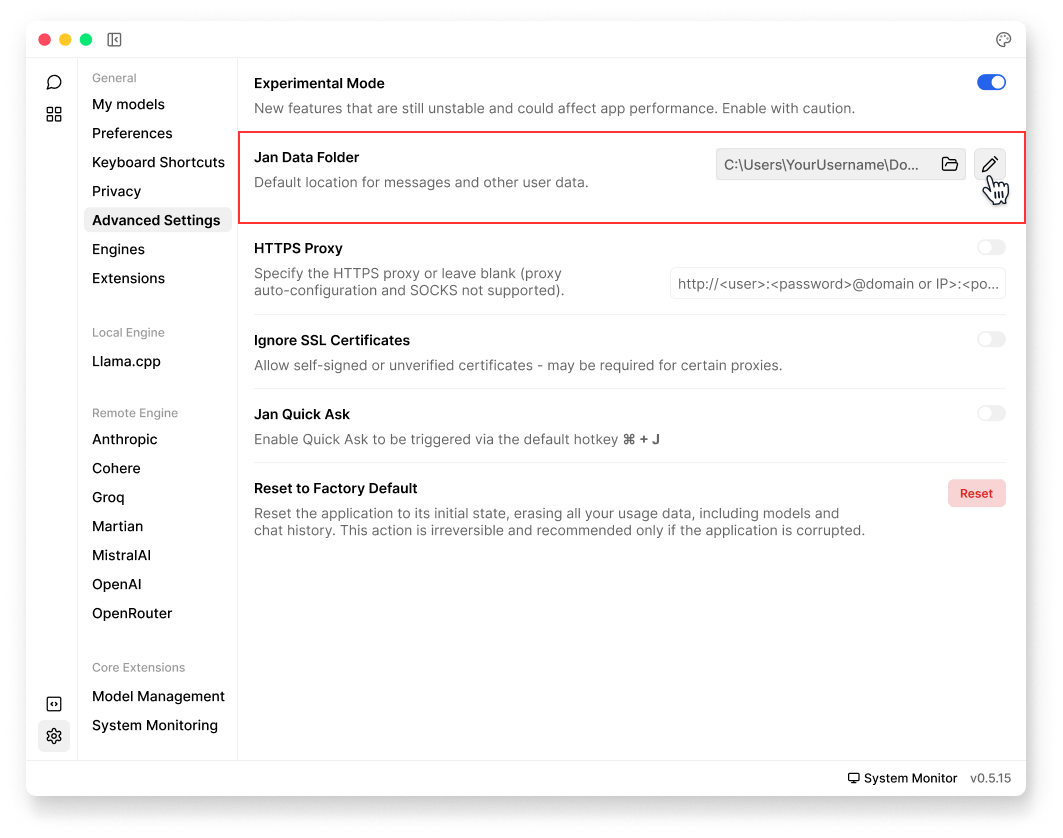 General
My models
Preferences
Keyboard Shortcuts
Privacy
Advanced Settings
Engines
Extensions
Local Engine
Llama.cpp
Remote Engine
Anthropic
Cohere
Groq
Martian
MistralAI
OpenAI
OpenRouter
Core Extensions
Model Management
System Monitoring
Experimental Mode
New features that are still unstable and could affect app performance. Enable with caution.
Jan Data Folder
Default location for messages and other user data.
C:\Users\YourUsername\Do...
HTTPS Proxy
Specify the HTTPS proxy or leave blank (proxy
auto-configuration and SOCKS not supported).
http://<user>:<password>@domain or IP>:<po...
Ignore SSL Certificates
Allow self-signed or unverified certificates - may be required for certain proxies.
Jan Quick Ask
Enable Quick Ask to be triggered via the default hotkey ⌘ + J
Reset to Factory Default
Reset the application to its initial state, erasing all your usage data, including models and
chat history. This action is irreversible and recommended only if the application is corrupted.
Reset
System Monitor v0.5.15